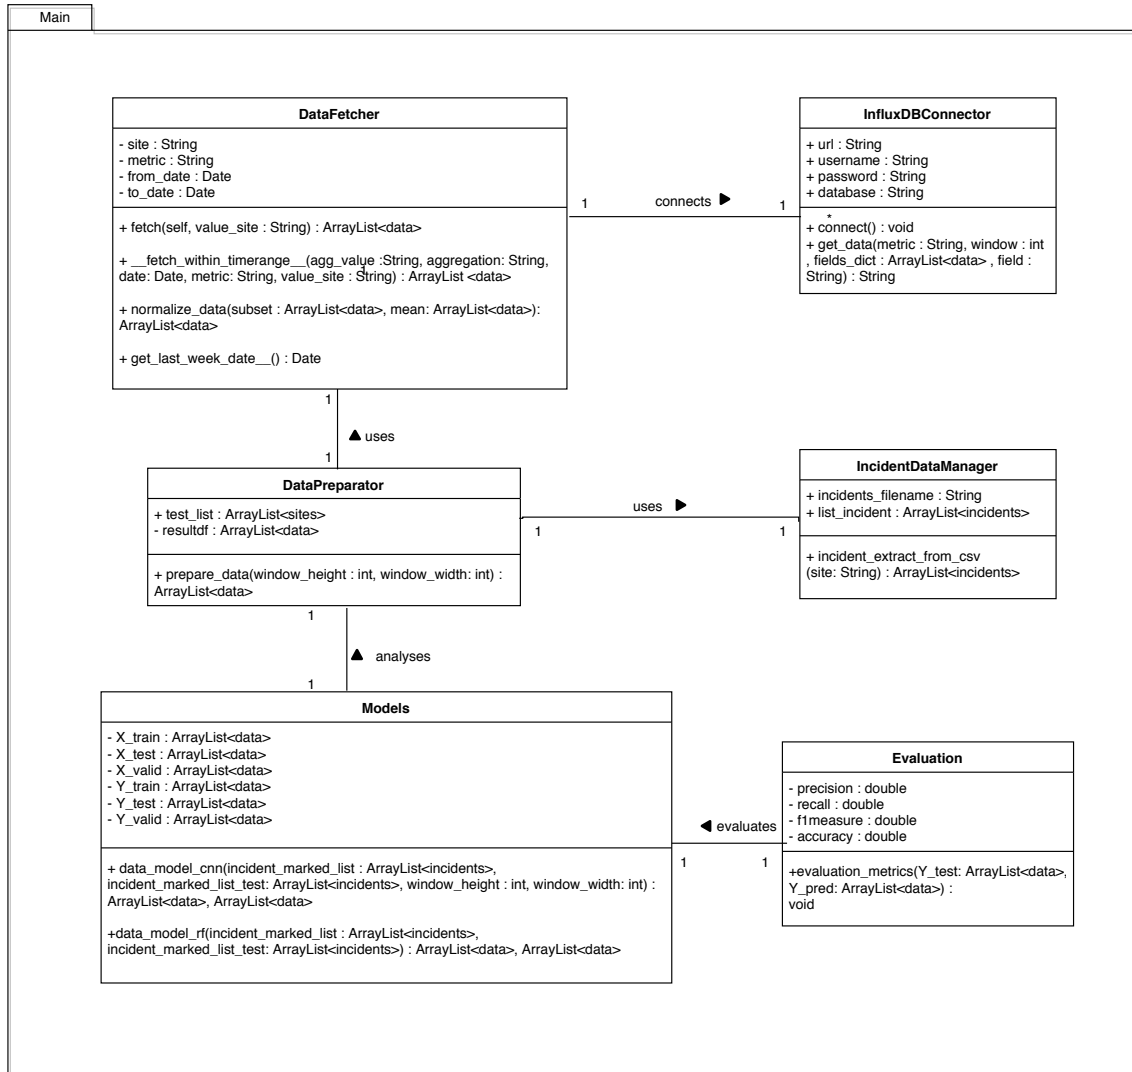 Main
DataFetcher
- site : String
- metric : String
- from_date : Date
- to_date : Date
+ fetch(self, value_site : String) : ArrayList<data>
+ __fetch_within_timerange__(agg_value :String, aggregation: String,
date: Date, metric: String, value_site : String) : ArrayList <data>
+ normalize_data(subset : ArrayList<data>, mean: ArrayList<data>):
ArrayList<data>
+ get_last_week_date__() : Date
1
connects
1
InfluxDBConnector
+ url : String
+ username : String
+ password : String
+ database : String
*
+ connect() : void
+ get_data(metric : String, window : int
, fields_dict : ArrayList<data> , field :
String) : String
1
uses
1
DataPreparator
+ test_list : ArrayList<sites>
- resultdf : ArrayList<data>
+ prepare_data(window_height : int, window_width: int) :
ArrayList<data>
uses
1
1
IncidentDataManager
+ incidents_filename : String
+ list_incident : ArrayList<incidents>
+ incident_extract_from_csv
(site: String) : ArrayList<incidents>
1
analyses
1
Models
- X_train : ArrayList<data>
- X_test : ArrayList<data>
- X_valid : ArrayList<data>
- Y_train : ArrayList<data>
- Y_test : ArrayList<data>
- Y_valid : ArrayList<data>
+ data_model_cnn(incident_marked_list : ArrayList<incidents>,
incident_marked_list_test: ArrayList<incidents>, window_height : int, window_width: int) :
ArrayList<data>, ArrayList<data>
+data_model_rf(incident_marked_list : ArrayList<incidents>,
incident_marked_list_test: ArrayList<incidents>) : ArrayList<data>, ArrayList<data>
evaluates
1
1
Evaluation
- precision : double
- recall : double
- f1measure : double
- accuracy : double
+evaluation_metrics(Y_test: ArrayList<data>,
Y_pred: ArrayList<data>) :
void